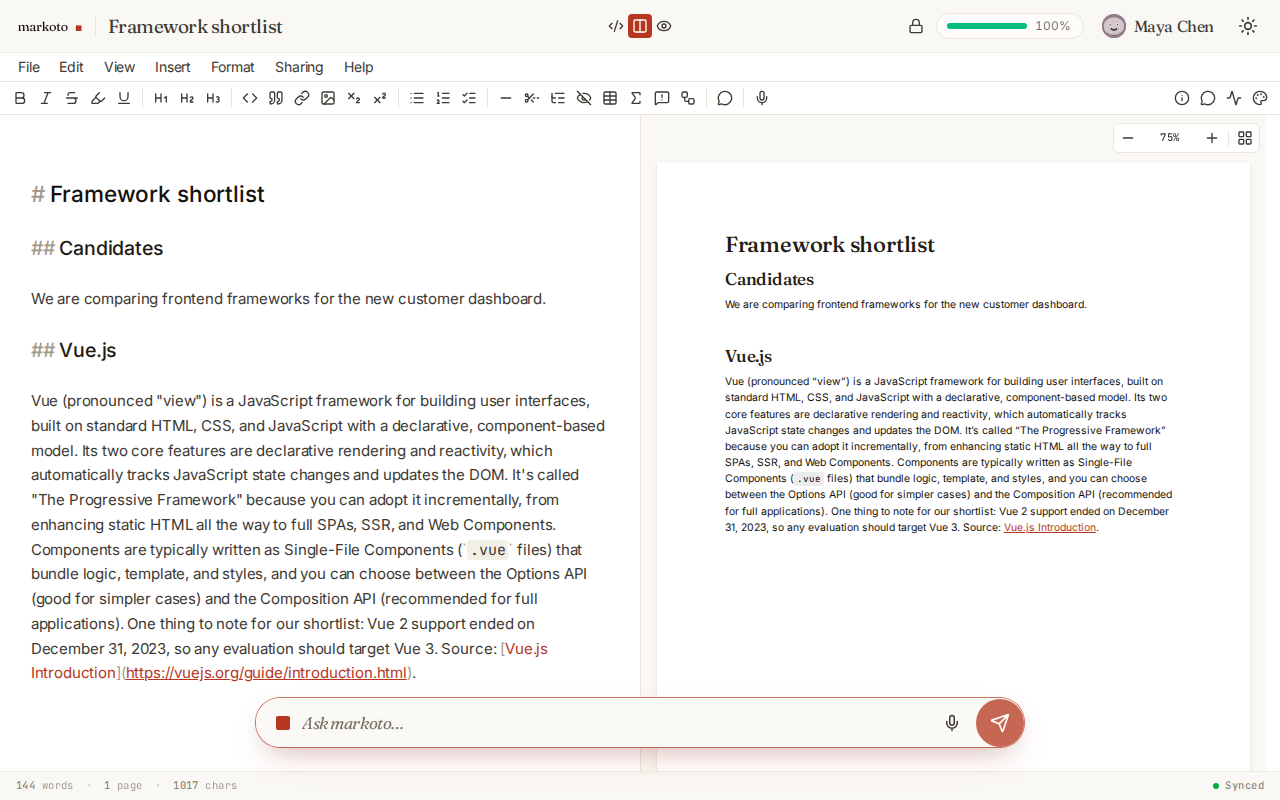 markoto
Framework shortlist
100%
Maya Chen
File Edit View Insert Format Sharing Help
H1 H2 H3
75%
# Framework shortlist
## Candidates
We are comparing frontend frameworks for the new customer dashboard.
## Vue.js
Vue (pronounced "view") is a JavaScript framework for building user interfaces,
built on standard HTML, CSS, and JavaScript with a declarative, component-based
model. Its two core features are declarative rendering and reactivity, which
automatically tracks JavaScript state changes and updates the DOM. It's called
"The Progressive Framework" because you can adopt it incrementally, from
enhancing static HTML all the way to full SPAs, SSR, and Web Components.
Components are typically written as Single-File Components (`.vue` files) that
bundle logic, template, and styles, and you can choose between the Options API
(good for simpler cases) and the Composition API (recommended for full
applications). One thing to note for our shortlist: Vue 2 support ended on
December 31, 2023, so any evaluation should target Vue 3. Source: [Vue.js
Introduction](https://vuejs.org/guide/introduction.html).
Framework shortlist
Candidates
We are comparing frontend frameworks for the new customer dashboard.
Vue.js
Vue (pronounced “view”) is a JavaScript framework for building user interfaces, built on
standard HTML, CSS, and JavaScript with a declarative, component-based model. Its two
core features are declarative rendering and reactivity, which automatically tracks
JavaScript state changes and updates the DOM. It’s called “The Progressive Framework”
because you can adopt it incrementally, from enhancing static HTML all the way to full
SPAs, SSR, and Web Components. Components are typically written as Single-File
Components (.vue files) that bundle logic, template, and styles, and you can choose
between the Options API (good for simpler cases) and the Composition API (recommended
for full applications). One thing to note for our shortlist: Vue 2 support ended on December
31, 2023, so any evaluation should target Vue 3. Source: Vue.js Introduction.
Ask markoto...
144 words · 1 page · 1017 chars
Synced